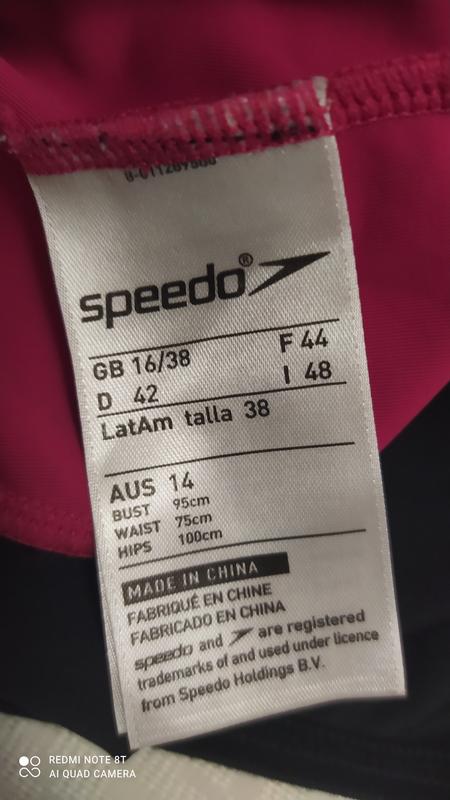 speedo®
GB 16/38 F 44
D 42 I 48
LatAm talla 38
AUS 14
BUST 95cm
WAIST 75cm
HIPS 100cm
MADE IN CHINA
FABRIQUÉ EN CHINE
FABRICADO EN CHINA
speedo and are registered
trademarks of and used under licence
from Speedo Holdings B.V.
REDMI NOTE 8T
AI QUAD CAMERA